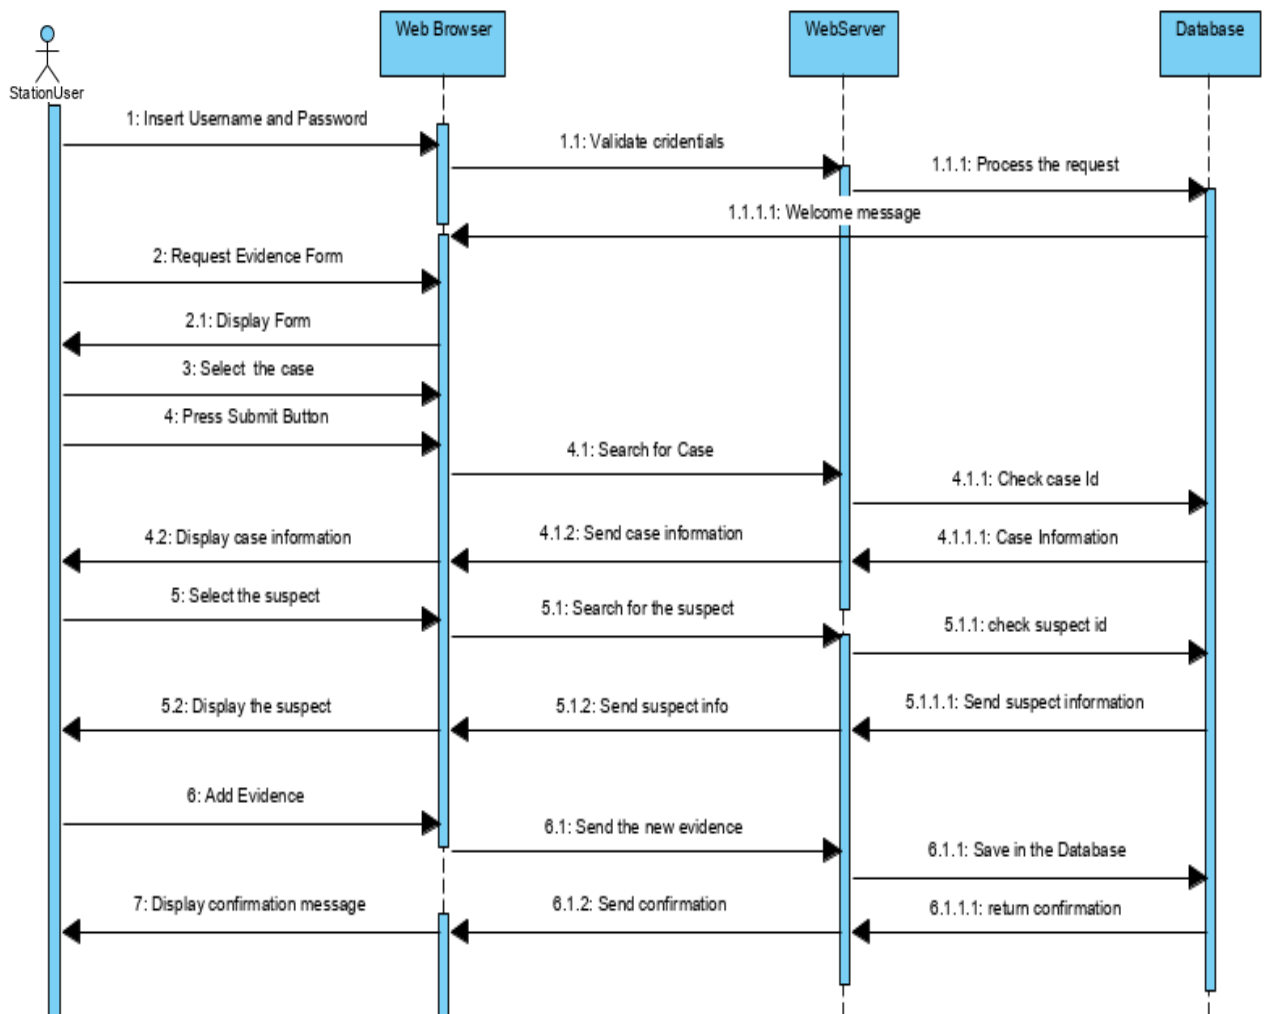 Web Browser
WebServer
Database
StationUser
1: Insert Username and Password
1.1: Validate cridentials
1.1.1: Process the request
1.1.1.1: Welcome message
2: Request Evidence Form
2.1: Display Form
3: Select the case
4: Press Submit Button
4.1: Search for Case
4.1.1: Check case Id
4.2: Display case information
4.1.2: Send case information
4.1.1.1: Case Information
5: Select the suspect
5.1: Search for the suspect
5.1.1: check suspect id
5.2: Display the suspect
5.1.2: Send suspect info
5.1.1.1: Send suspect information
6: Add Evidence
6.1: Send the new evidence
6.1.1: Save in the Database
7: Display confirmation message
6.1.2: Send confirmation
6.1.1.1: return confirmation